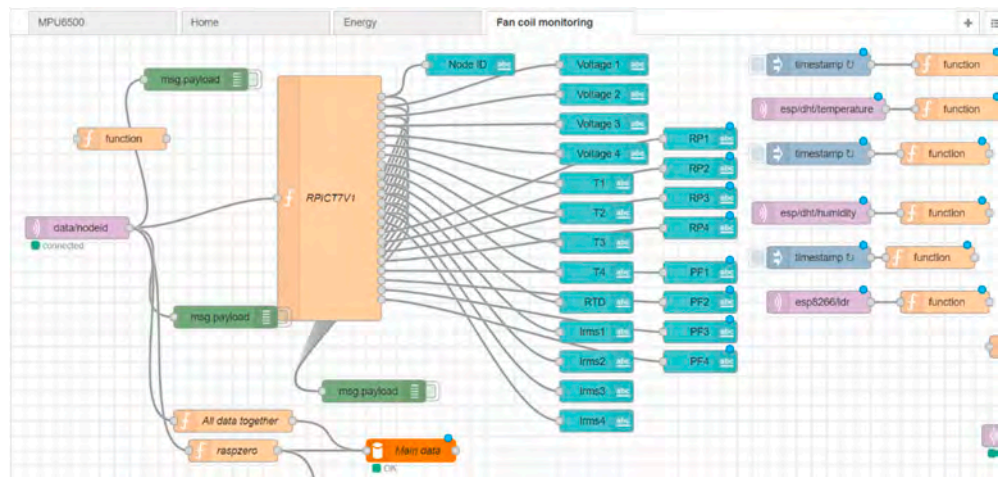 MPU6500
Home
Energy
Fan coil monitoring
msg.payload
function
data/nodeid
connected
msg.payload
RPICT7V1
msg.payload
All data together
raspzero
Main data
OK
Node ID
Voltage 1
Voltage 2
Voltage 3
Voltage 4
T1
T2
T3
T4
RTD
Irms1
Irms2
Irms3
Irms4
RP1
RP2
RP3
RP4
PF1
PF2
PF3
PF4
timestamp ↻
function
esp/dht/temperature
function
timestamp ↻
function
esp/dht/humidity
function
timestamp ↻
function
esp8266/ldr
function